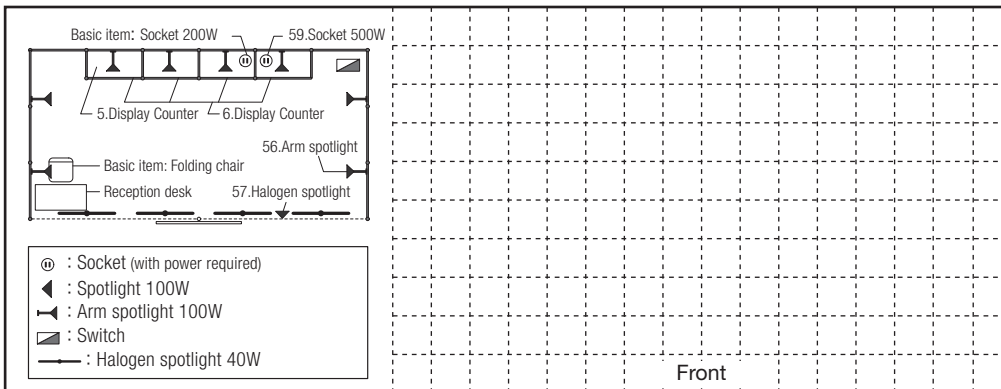 Basic item: Socket 200W
59.Socket 500W
5.Display Counter
6.Display Counter
56.Arm spotlight
Basic item: Folding chair
Reception desk
57.Halogen spotlight
: Socket (with power required)
: Spotlight 100W
: Arm spotlight 100W
: Switch
: Halogen spotlight 40W
Front